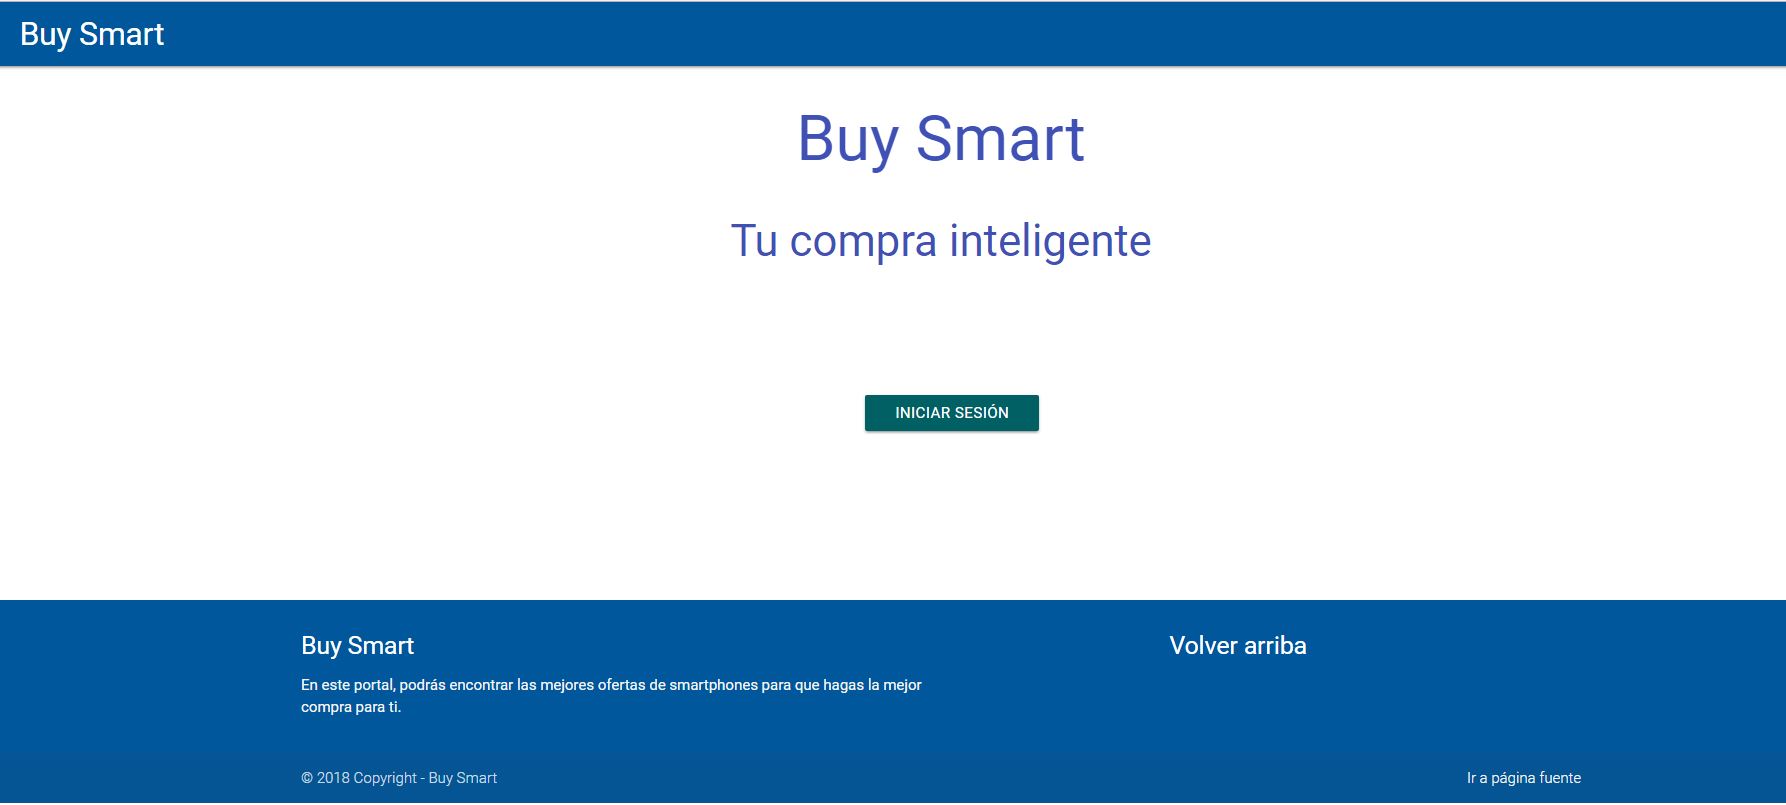 Buy Smart
Buy Smart
Tu compra inteligente
INICIAR SESIÓN
Buy Smart
En este portal, podrás encontrar las mejores ofertas de smartphones para que hagas la mejor
compra para ti.
Volver arriba
© 2018 Copyright - Buy Smart
Ir a página fuente